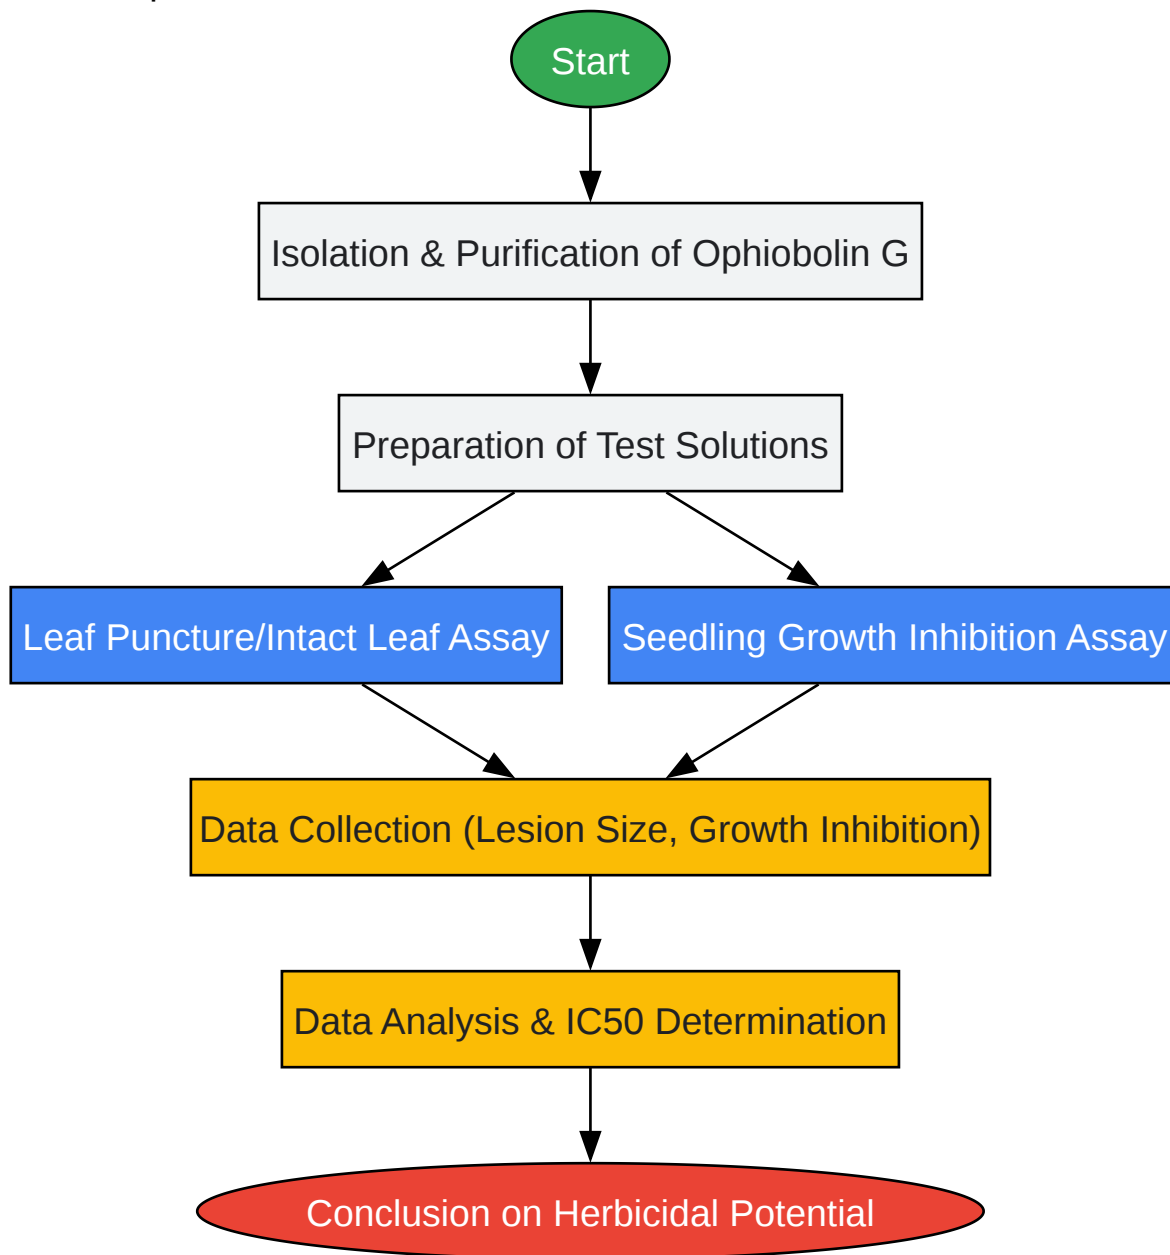 Start
Isolation & Purification of Ophiobolin G
Preparation of Test Solutions
Leaf Puncture/Intact Leaf Assay
Seedling Growth Inhibition Assay
Data Collection (Lesion Size, Growth Inhibition)
Data Analysis & IC50 Determination
Conclusion on Herbicidal Potential